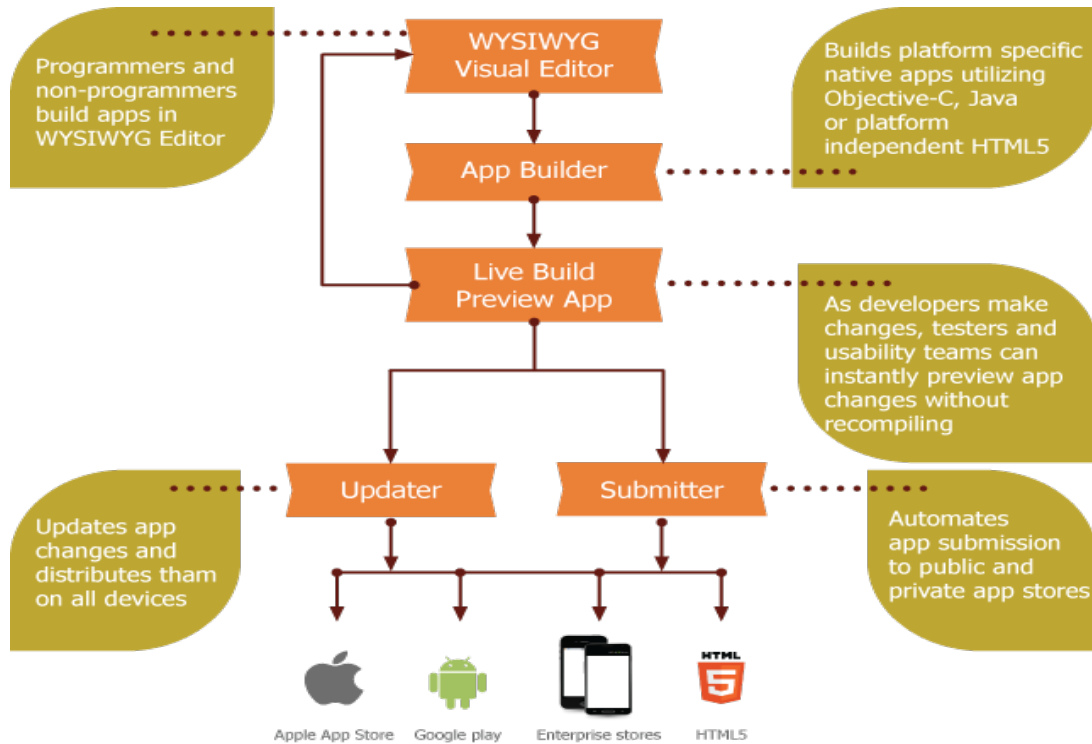 WYSIWYG
Visual Editor
Programmers and
non-programmers
build apps in
WYSIWYG Editor
Builds platform specific
native apps utilizing
Objective-C, Java
or platform
independent HTML5
App Builder
Live Build
Preview App
As developers make
changes, testers and
usability teams can
instantly preview app
changes without
recompiling
Updater
Submitter
Updates app
changes and
distributes tham
on all devices
Automates
app submission
to public and
private app stores
HTML
5
Apple App Store
Google play
Enterprise stores
HTML5